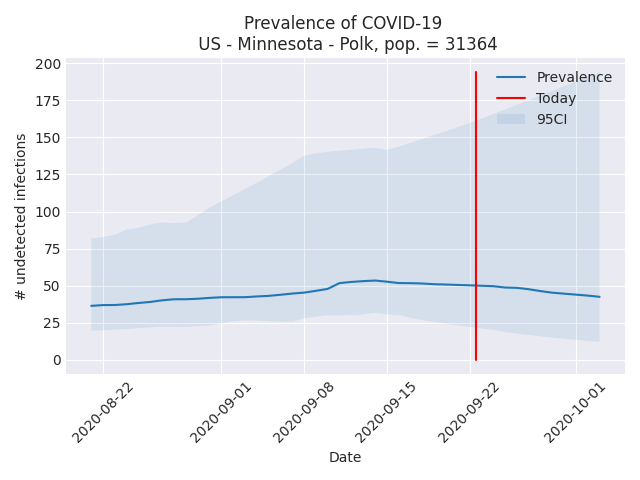 Prevalence of COVID-19
US - Minnesota - Polk, pop. = 31364
200
175
150
125
100
75
50
25
0
# undetected infections
Prevalence
Today
95CI
2020-08-22
2020-09-01
2020-09-08
2020-09-15
2020-09-22
2020-10-01
Date